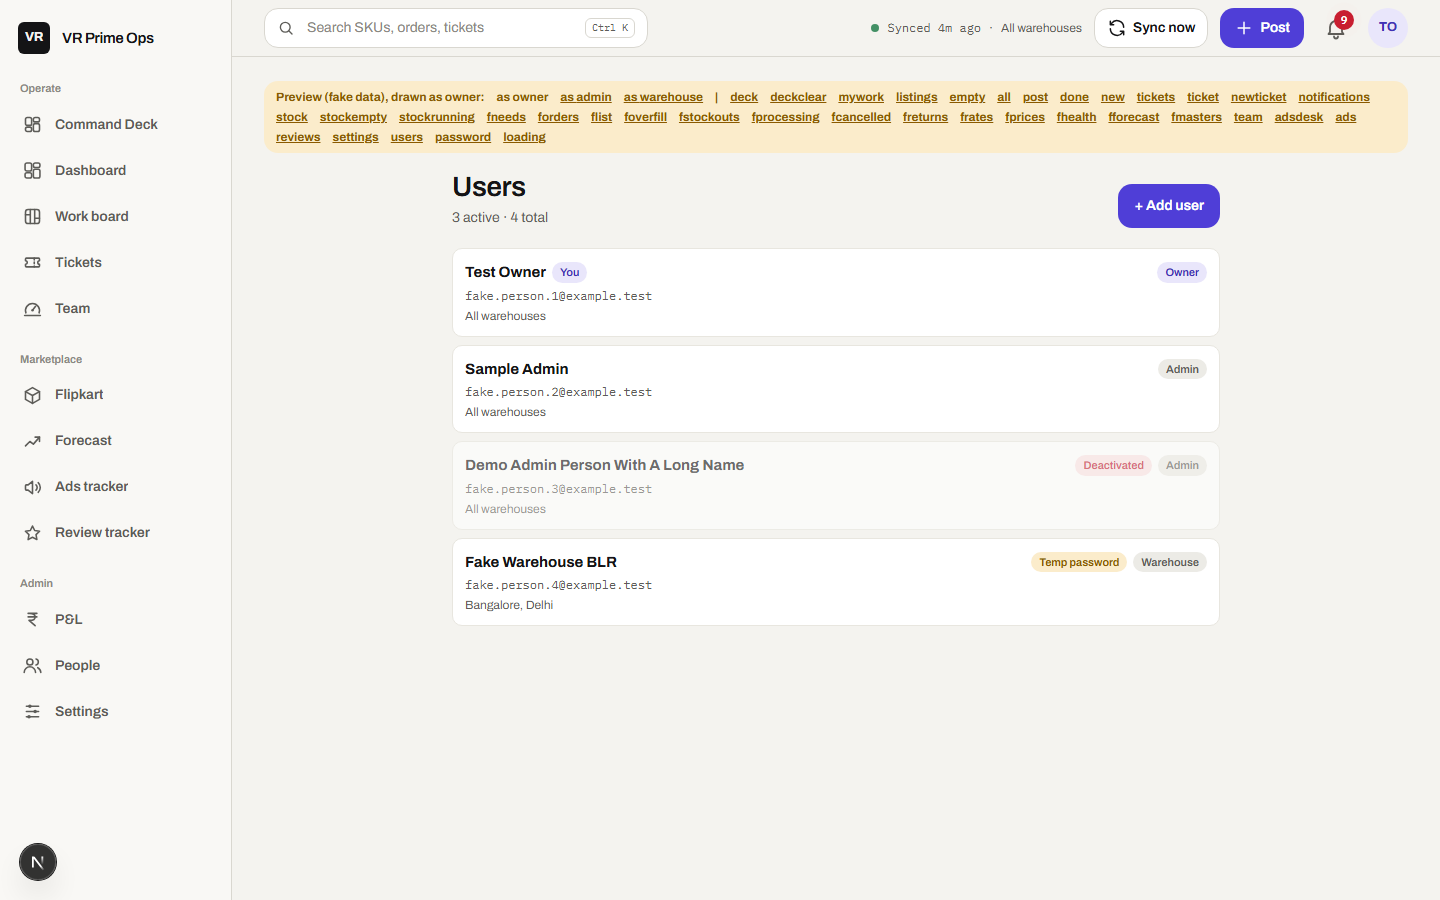 VR VR Prime Ops
Search SKUs, orders, tickets Ctrl K
Synced 4m ago · All warehouses
Sync now
+ Post
9
TO
Operate
Command Deck
Dashboard
Work board
Tickets
Team
Marketplace
Flipkart
Forecast
Ads tracker
Review tracker
Admin
₹ P&L
People
Settings
N
Preview (fake data), drawn as owner: as owner as admin as warehouse | deck deckclear mywork listings empty all post done new tickets ticket newticket notifications
stock stockempty stockrunning fneeds forders flist foverfill fstockouts fprocessing fcancelled freturns frates fprices fhealth fforecast fmasters team adsdesk ads
reviews settings users password loading
Users
3 active · 4 total
+ Add user
Test Owner You Owner
fake.person.1@example.test
All warehouses
Sample Admin Admin
fake.person.2@example.test
All warehouses
Demo Admin Person With A Long Name Deactivated Admin
fake.person.3@example.test
All warehouses
Fake Warehouse BLR Temp password Warehouse
fake.person.4@example.test
Bangalore, Delhi